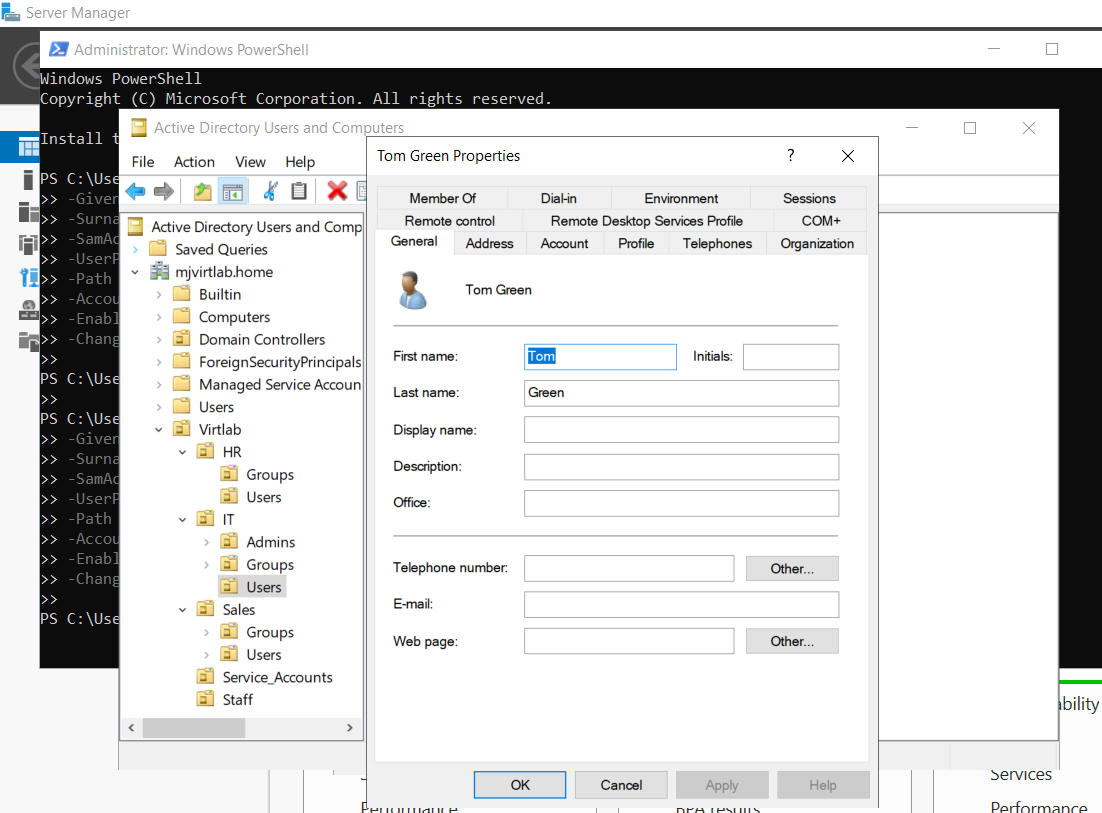 Server Manager
Administrator: Windows PowerShell
Windows PowerShell
Copyright (C) Microsoft Corporation. All rights reserved.
Install
PS C:\Use
>> -Given
>> -Surna
>> -SamAc
>> -UserP
>> -Path
>> -Accou
>> -Enabl
>> -Chang
>>
PS C:\Use
>>
PS C:\Use
>> -Given
>> -Surna
>> -SamAc
>> -UserP
>> -Path
>> -Accou
>> -Enabl
>> -Chang
>>
PS C:\Use
Active Directory Users and Computers
File Action View Help
Active Directory Users and Comp
Saved Queries
mjvirtlab.home
Builtin
Computers
Domain Controllers
ForeignSecurityPrincipals
Managed Service Accoun
Users
Virtlab
HR
Groups
Users
IT
Admins
Groups
Users
Sales
Groups
Users
Service_Accounts
Staff
Tom Green Properties
?
Member Of Dial-in Environment Sessions
Remote control Remote Desktop Services Profile COM+
General Address Account Profile Telephones Organization
Tom Green
First name: Tom Initials:
Last name: Green
Display name:
Description:
Office:
Telephone number: Other...
E-mail:
Web page: Other...
OK Cancel Apply Help
ability
Services
Performance
BPA results
Performance